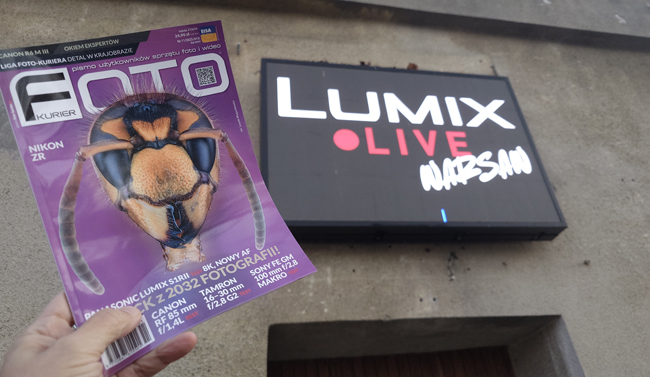 CANON R6 M III OKIEM EKSPERTÓW
LIGA FOTO-KURIERA DETAL W KRAJOBRAZIE
pismo użytkowników sprzętu foto i wideo
FOTO
KURIER
NIKON
ZR
PANASONIC LUMIX S1RII 8K, NOWY AF
Z 2032 FOTOGRAFII!
CANON
RF 85 mm
f/1.4L
TAMRON
16-30 mm
f/2.8 G2
SONY FE GM
100 mm f/2.8
MAKRO
LUMIX
LIVE
WARSAW